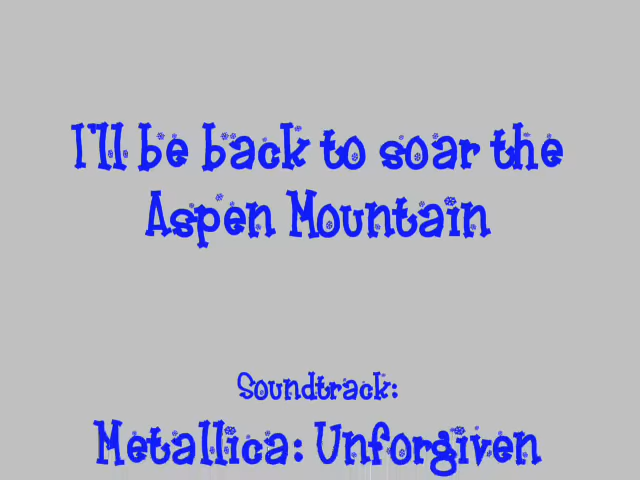 I'll be back to soar the
Aspen Mountain
Soundtrack:
Metallica: Unforgiven